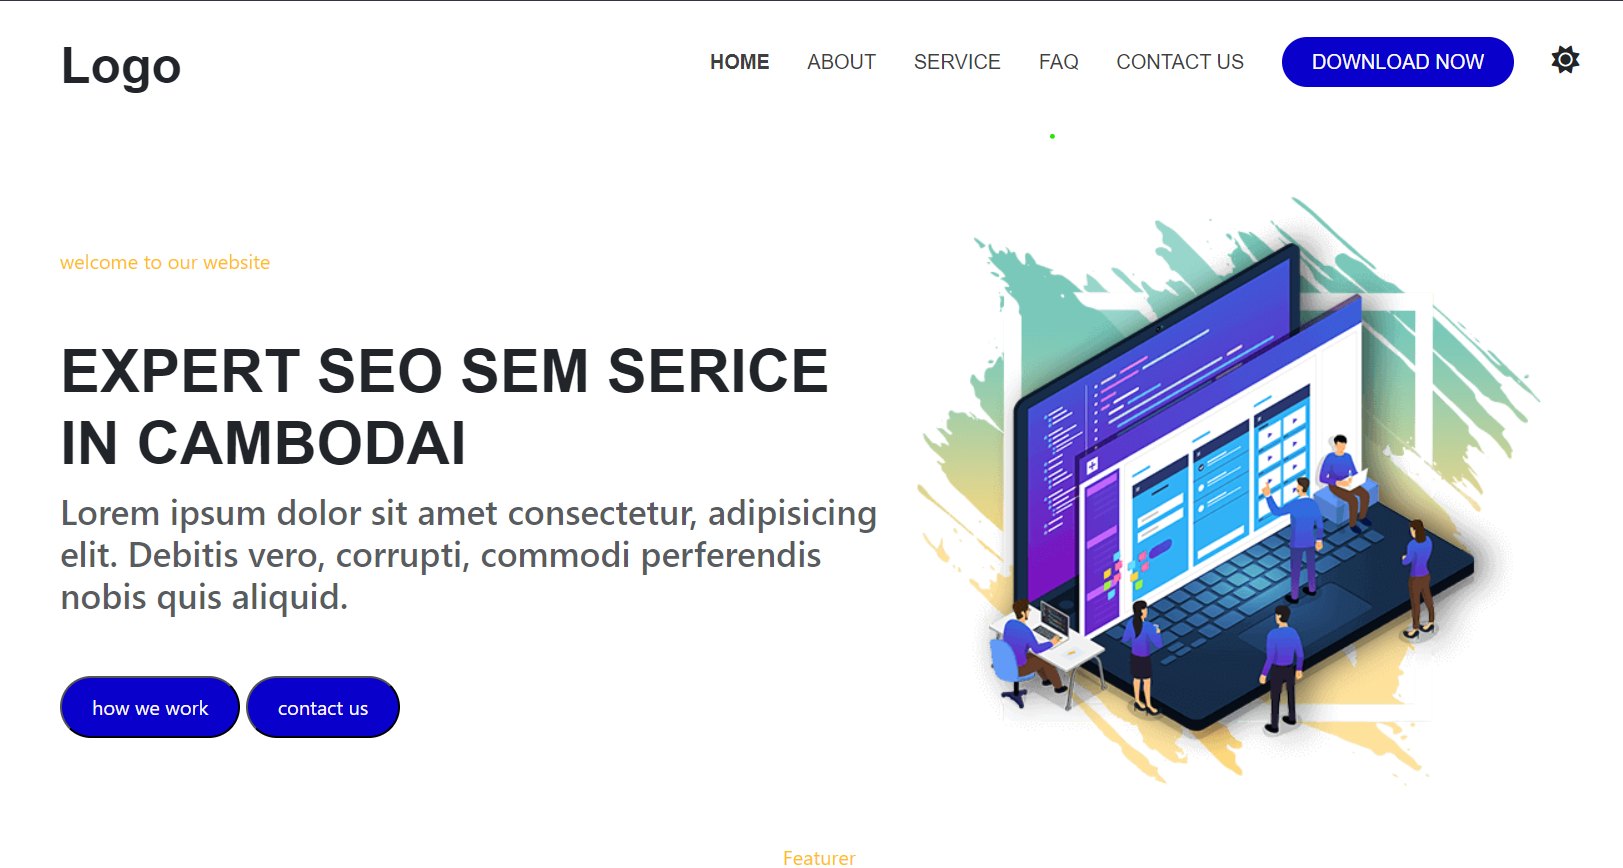 Logo
HOME ABOUT SERVICE FAQ CONTACT US DOWNLOAD NOW
welcome to our website
EXPERT SEO SEM SERICE
IN CAMBODAI
Lorem ipsum dolor sit amet consectetur, adipisicing
elit. Debitis vero, corrupti, commodi perferendis
nobis quis aliquid.
how we work contact us
Featurer